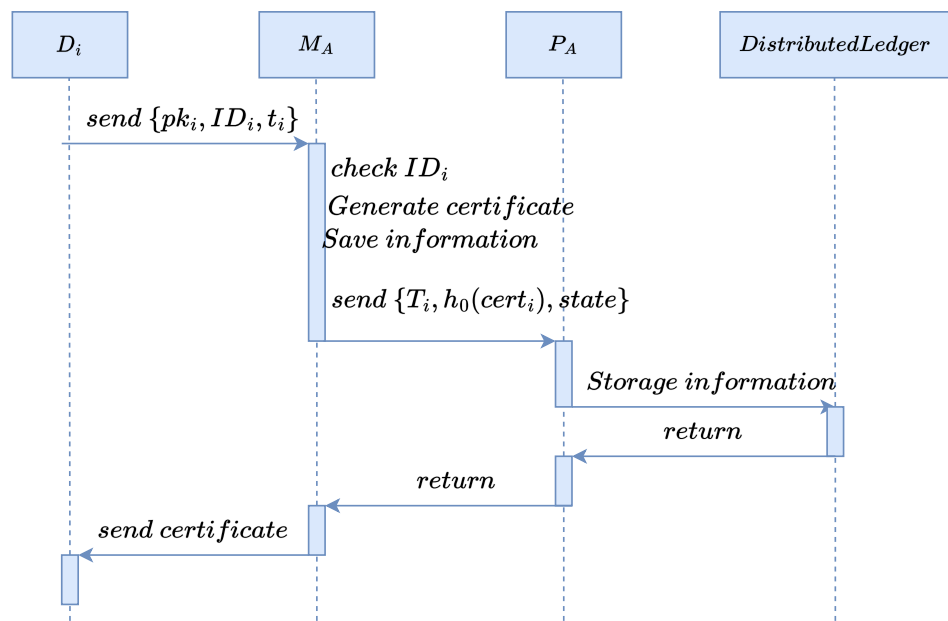 D_i
M_A
P_A
DistributedLedger
send {pk_i, ID_i, t_i}
check ID_i
Generate certificate
Save information
send {T_i, h_0(cert_i), state}
Storage information
return
return
send certificate